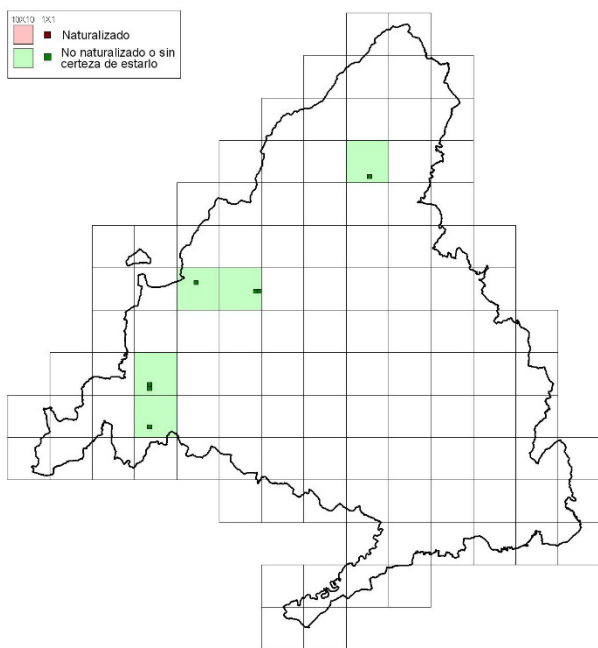 10X10 1X1
Naturalizado
No naturalizado o sin
certeza de estarlo